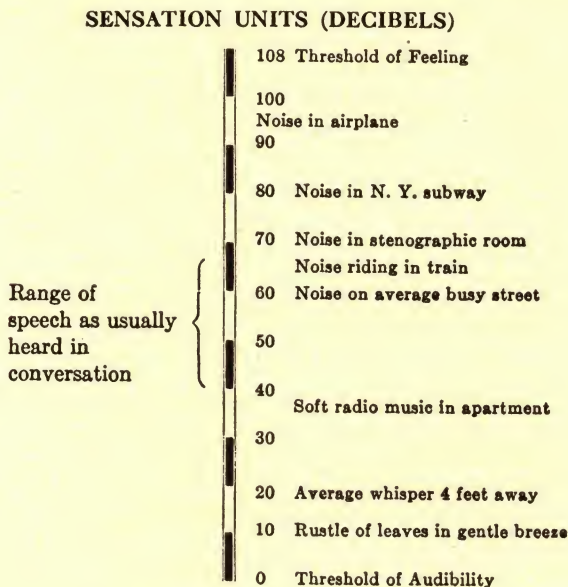 SENSATION UNITS (DECIBELS)
108 Threshold of Feeling
100
Noise in airplane
90
80 Noise in N. Y. subway
70 Noise in stenographic room
Noise riding in train
60 Noise on average busy street
Range of
speech as usually
heard in
conversation
50
40
Soft radio music in apartment
30
20 Average whisper 4 feet away
10 Rustle of leaves in gentle breeze
0 Threshold of Audibility